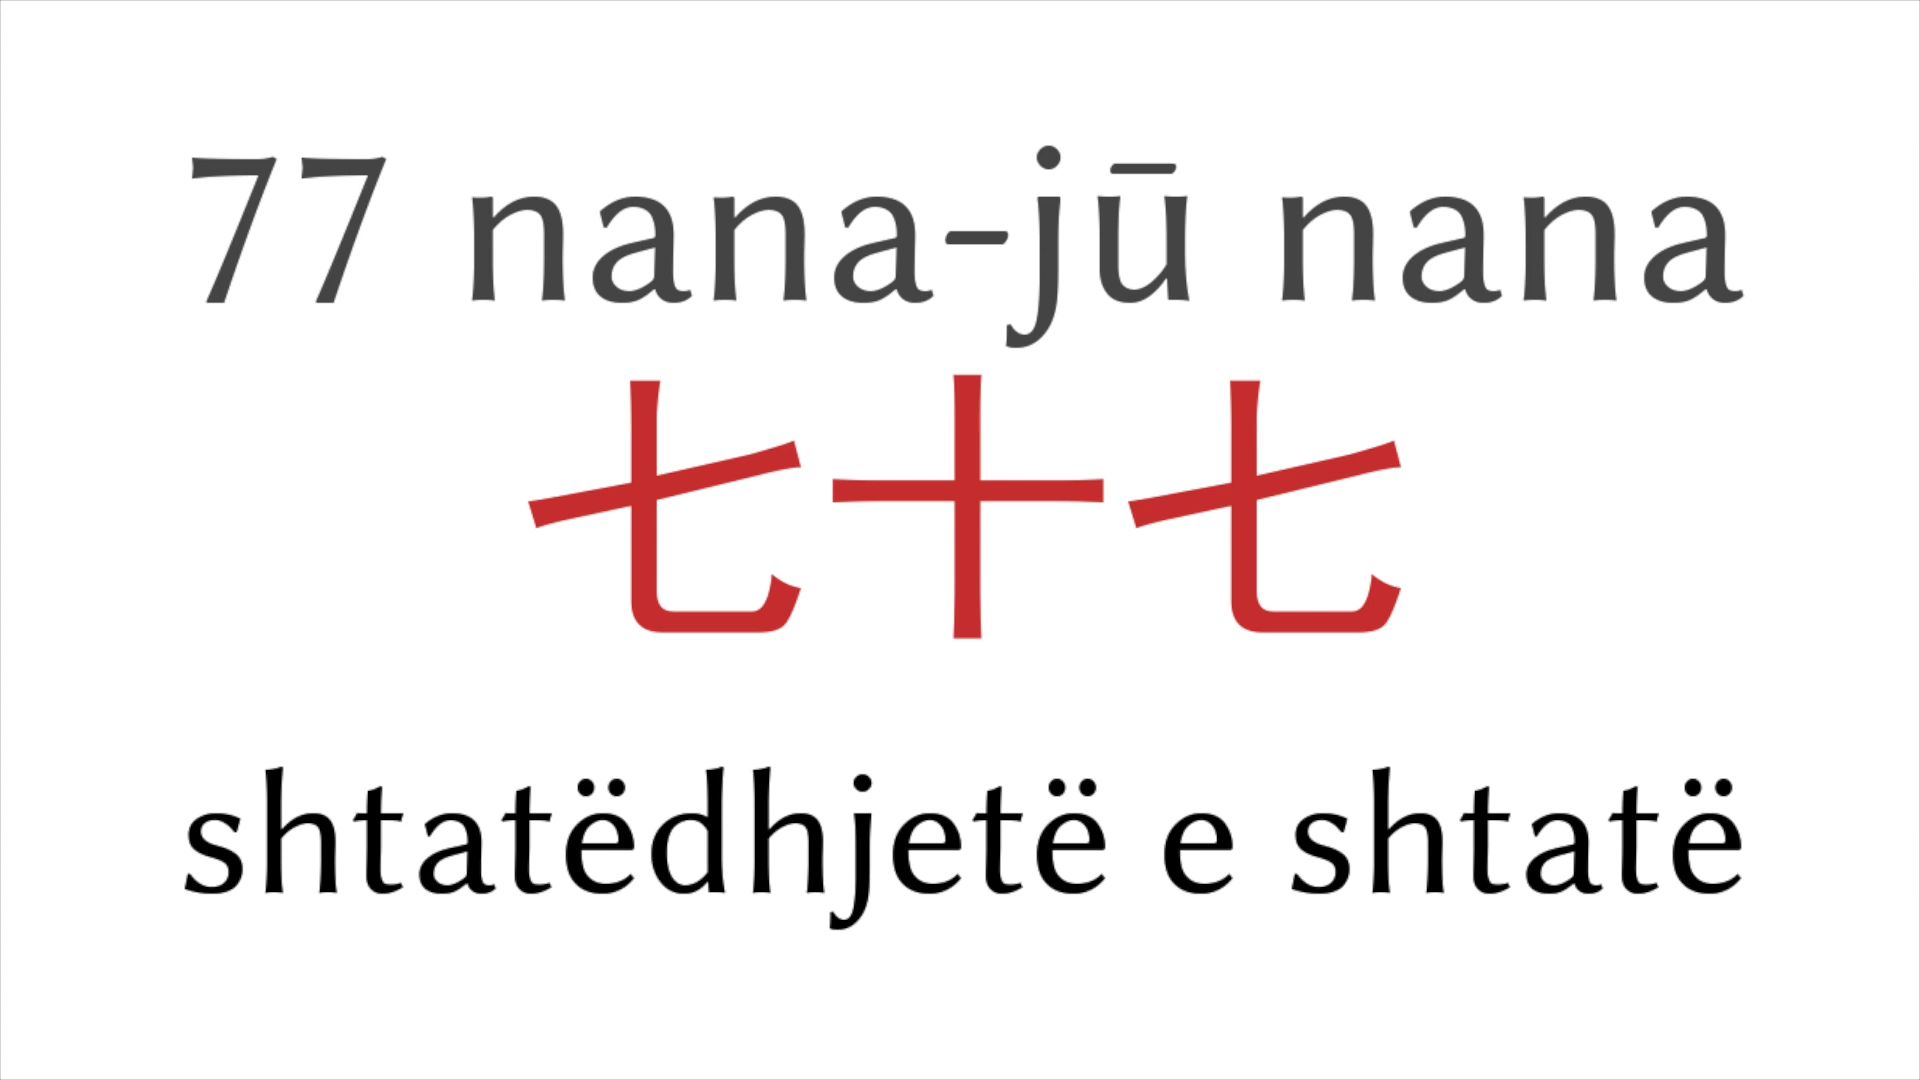 77 nana-jū nana
七十七
shtatëdhjetë e shtatë